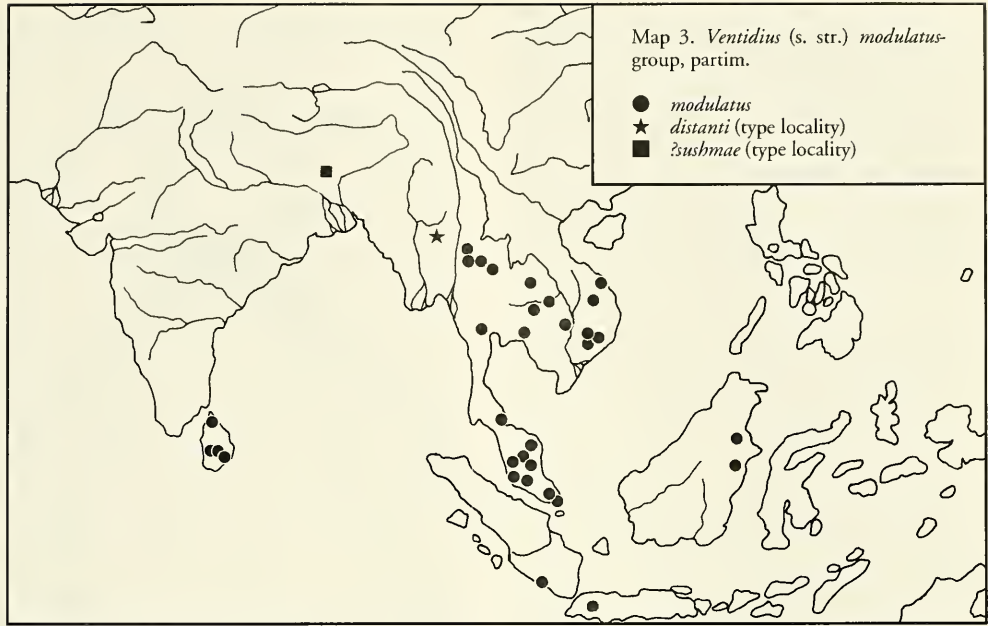 Map 3. Ventidius (s. str.) modulatus-
group, partim.
modulatus
distanti (type locality)
?sushmae (type locality)